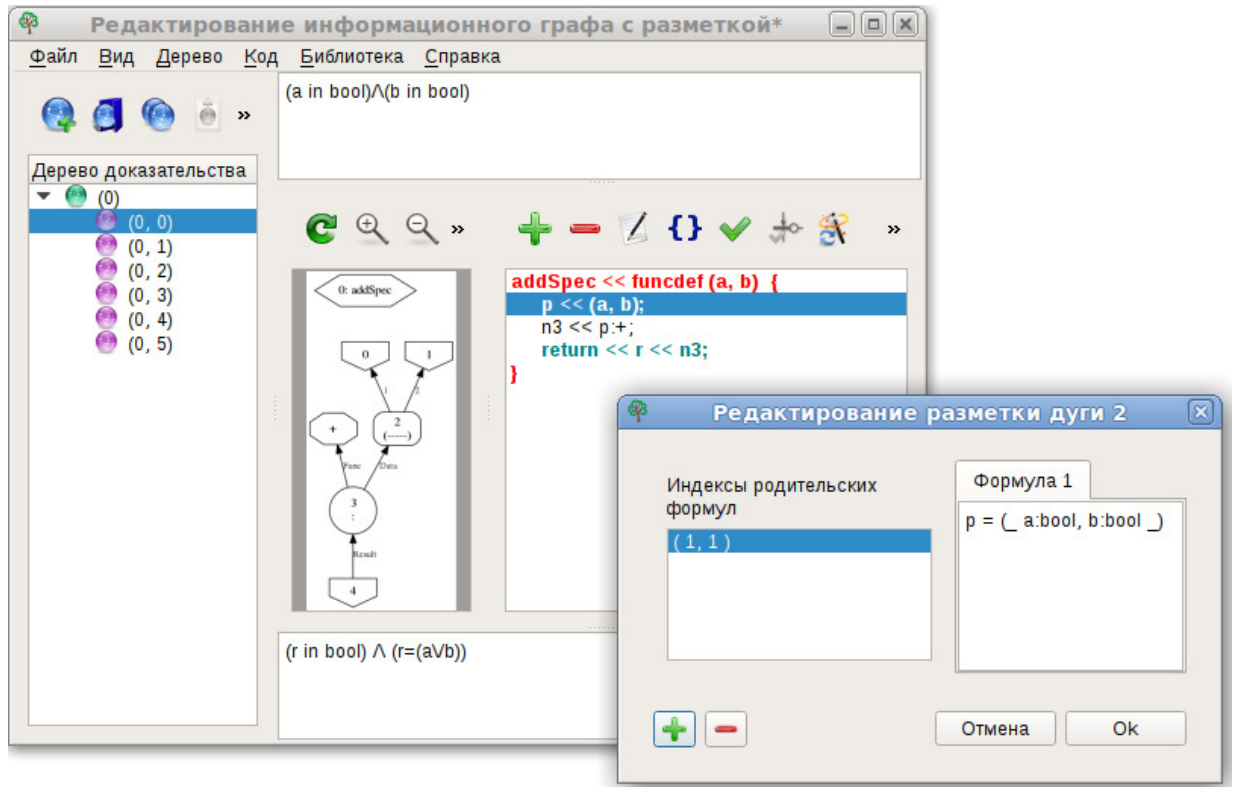 Редактирование информационного графа с разметкой*
Файл Вид Дерево Код Библиотека Справка
(a in bool)/\(b in bool)
»
Дерево доказательства
(0)
(0, 0)
(0, 1)
(0, 2)
(0, 3)
(0, 4)
(0, 5)
» {} »
0: addSpec
0 1
1 2
+
2
(-----)
Func Data
3
:
Result
4
addSpec << funcdef (a, b) {
p << (a, b);
n3 << p:+;
return << r << n3;
}
(r in bool) /\ (r=(a\/b))
Редактирование разметки дуги 2
Индексы родительских
формул
( 1, 1 )
Формула 1
p = (_ a:bool, b:bool _)
Отмена Ok